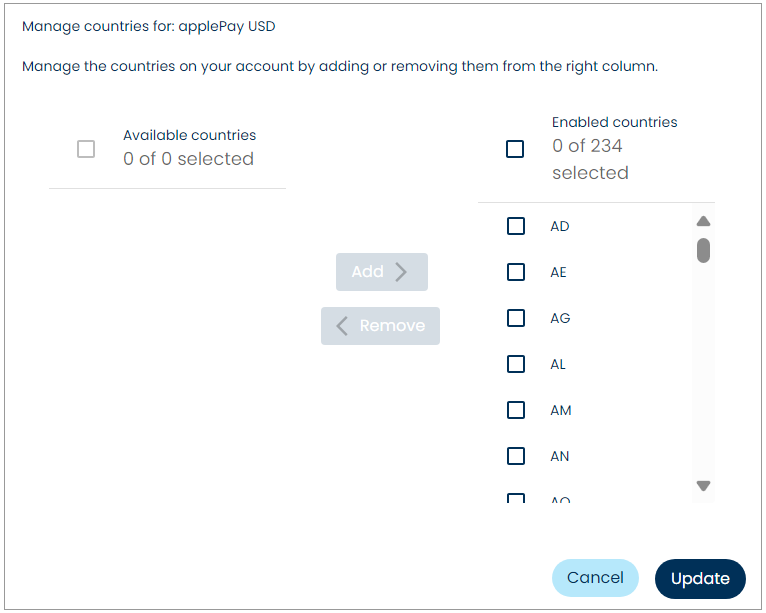 Manage countries for: applePay USD
Manage the countries on your account by adding or removing them from the right column.
Available countries
0 of 0 selected
Enabled countries
0 of 234
selected
Add
Remove
AD
AE
AG
AL
AM
AN
Cancel
Update